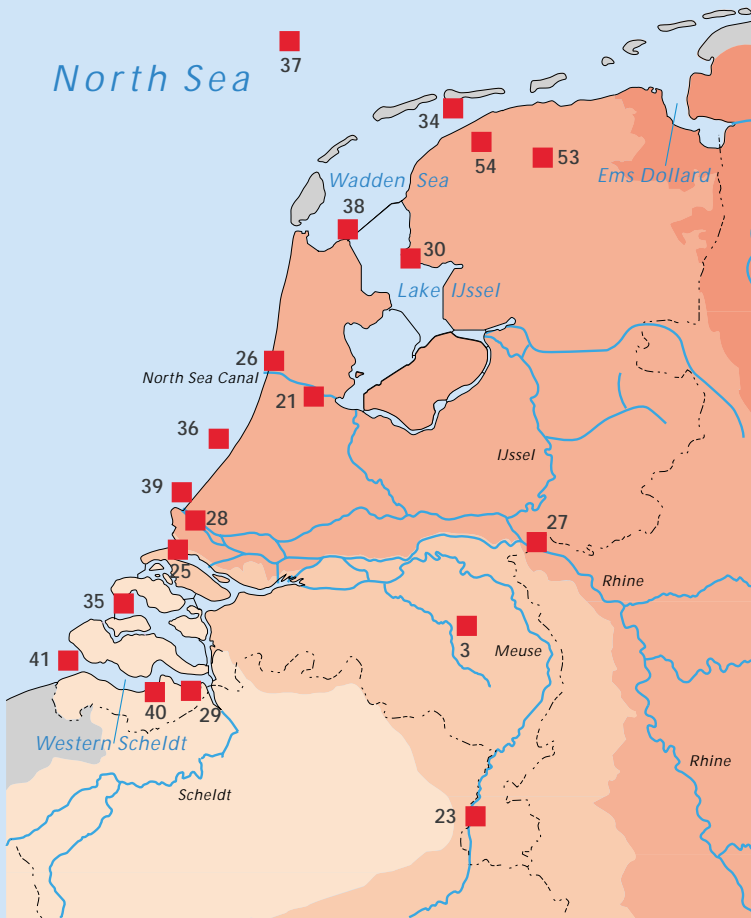 North Sea
37
34
54
53
Ems Dollard
Wadden Sea
38
30
Lake IJssel
26
North Sea Canal
21
36
IJssel
39
28
27
25
Rhine
35
3
Meuse
41
40
29
Western Scheldt
Rhine
Scheldt
23